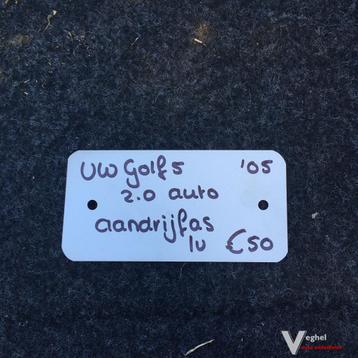 VW Golf 5 '05
2.0 auto
aandrijfas
lv €50
Veghel